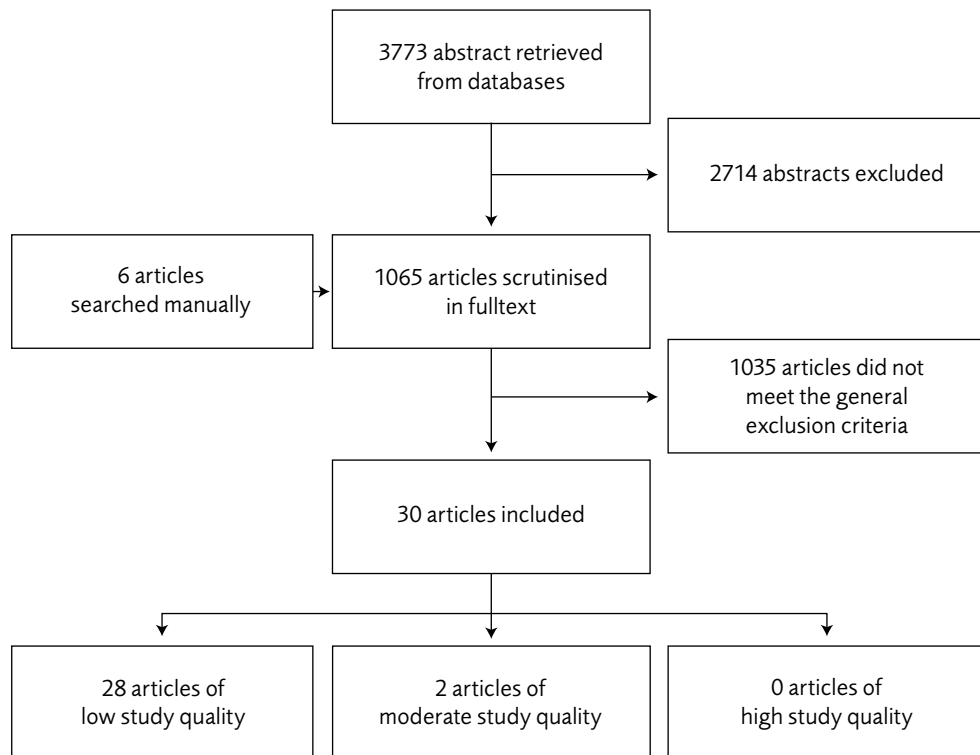 3773 abstract retrieved
from databases
2714 abstracts excluded
6 articles
searched manually
1065 articles scrutinised
in fulltext
1035 articles did not
meet the general
exclusion criteria
30 articles included
28 articles of
low study quality
2 articles of
moderate study quality
0 articles of
high study quality